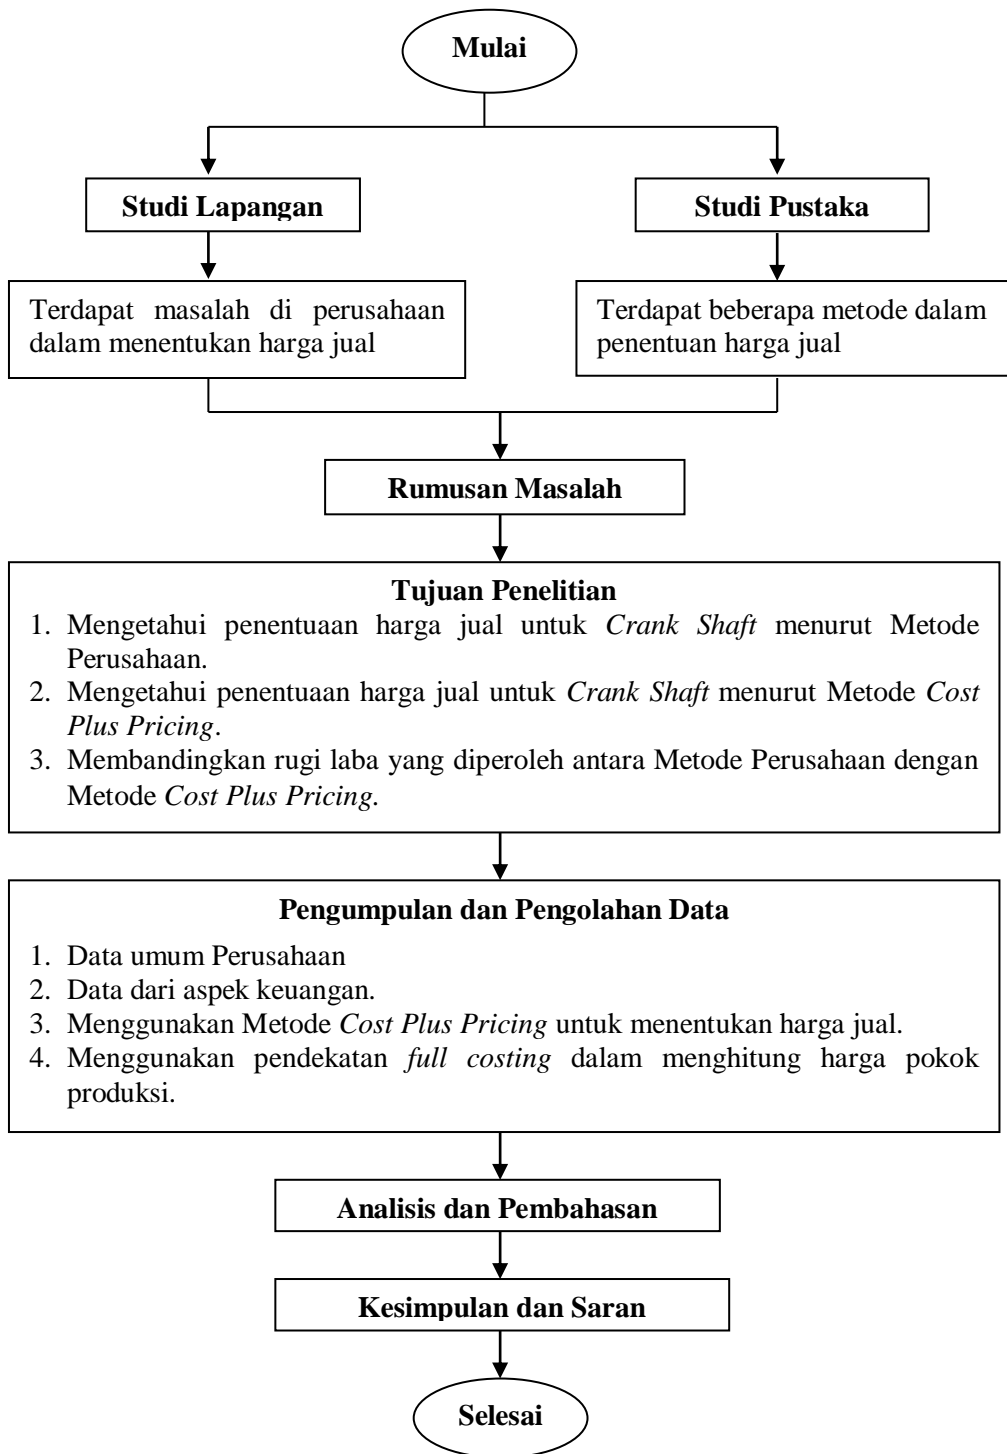 Mulai
Studi Lapangan
Studi Pustaka
Terdapat masalah di perusahaan
dalam menentukan harga jual
Terdapat beberapa metode dalam
penentuan harga jual
Rumusan Masalah
Tujuan Penelitian
1. Mengetahui penentuaan harga jual untuk Crank Shaft menurut Metode
Perusahaan.
2. Mengetahui penentuaan harga jual untuk Crank Shaft menurut Metode Cost
Plus Pricing.
3. Membandingkan rugi laba yang diperoleh antara Metode Perusahaan dengan
Metode Cost Plus Pricing.
Pengumpulan dan Pengolahan Data
1. Data umum Perusahaan
2. Data dari aspek keuangan.
3. Menggunakan Metode Cost Plus Pricing untuk menentukan harga jual.
4. Menggunakan pendekatan full costing dalam menghitung harga pokok
produksi.
Analisis dan Pembahasan
Kesimpulan dan Saran
Selesai